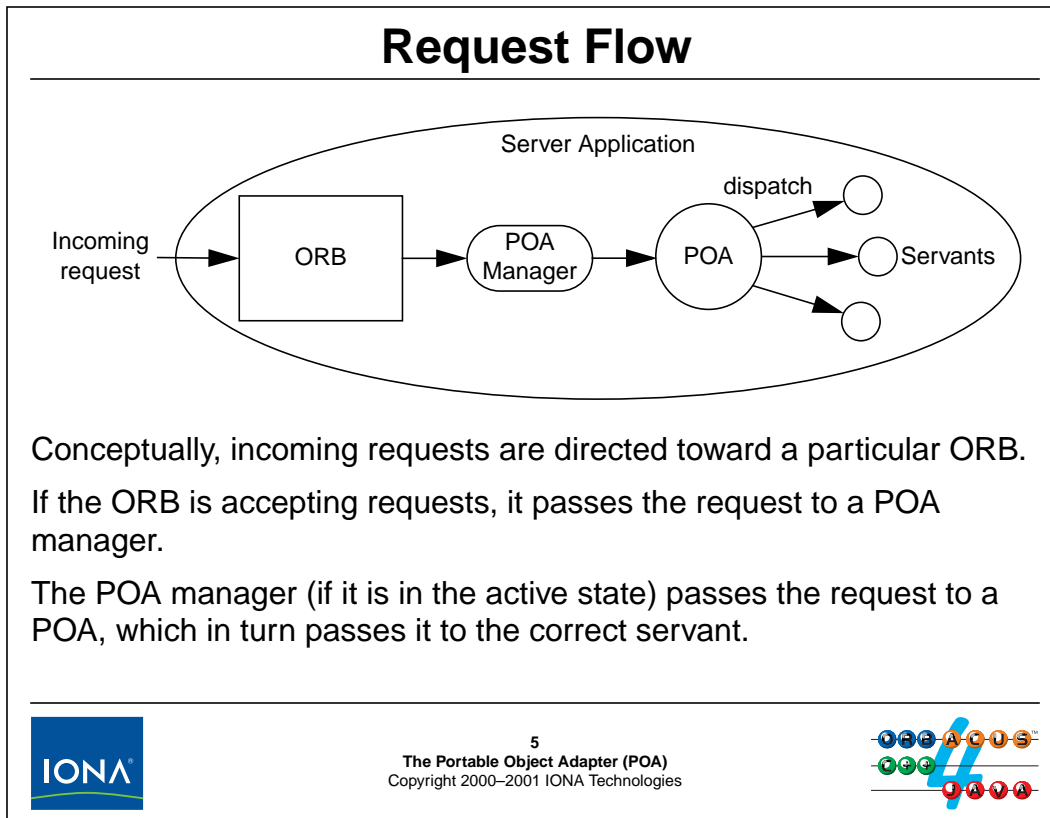 Request Flow
Server Application
dispatch
Incoming
request
ORB
POA
Manager
POA
Servants
Conceptually, incoming requests are directed toward a particular ORB.
If the ORB is accepting requests, it passes the request to a POA
manager.
The POA manager (if it is in the active state) passes the request to a
POA, which in turn passes it to the correct servant.
IONA®
5
The Portable Object Adapter (POA)
Copyright 2000–2001 IONA Technologies
ORBACUS™
C++
4
JAVA